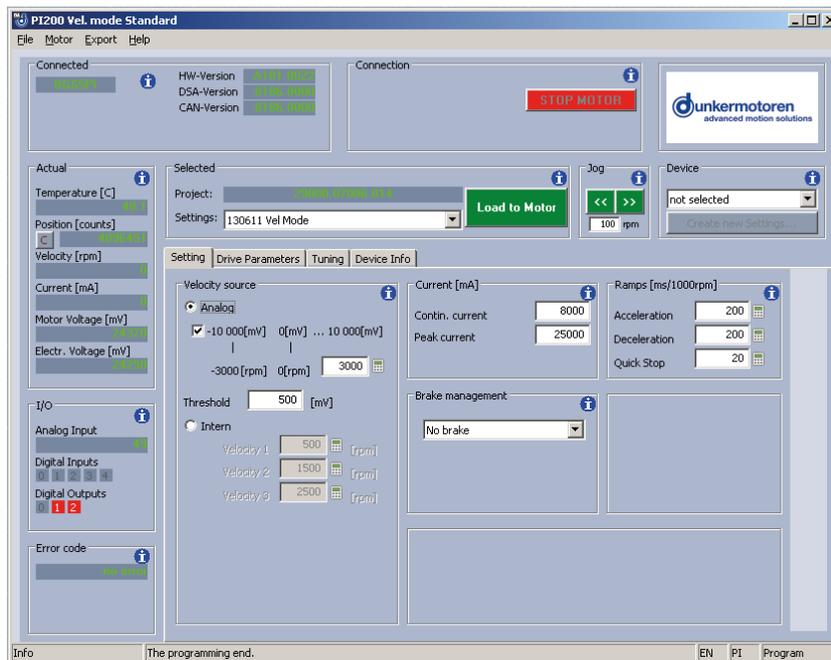 PI200 Vel. mode Standard
File Motor Export Help
Connected
HW-Version
DSA-Version
CAN-Version
Connection
STOP MOTOR
dunkermotoren
advanced motion solutions
Actual
Temperature [C]
Position [counts]
C
Velocity [rpm]
0
Current [mA]
0
Motor Voltage [mV]
Electr. Voltage [mV]
I/O
Analog Input
Digital Inputs
0 1 2 3 4
Digital Outputs
0 1 2
Error code
no error
Selected
Project:
Settings: 130611 Vel Mode
Load to Motor
Jog
<< >>
100 rpm
Device
not selected
Create new Settings...
Setting Drive Parameters Tuning Device Info
Velocity source
Analog
-10 000[mV] 0[mV] ... 10 000[mV]
-3000 [rpm] 0[rpm] 3000
Threshold 500 [mV]
Intern
Velocity 1 500 [rpm]
Velocity 2 1500 [rpm]
Velocity 3 2500 [rpm]
Current [mA]
Contin. current 8000
Peak current 25000
Ramps [ms/1000rpm]
Acceleration 200
Deceleration 200
Quick Stop 20
Brake management
No brake
Info The programming end. EN PI Program